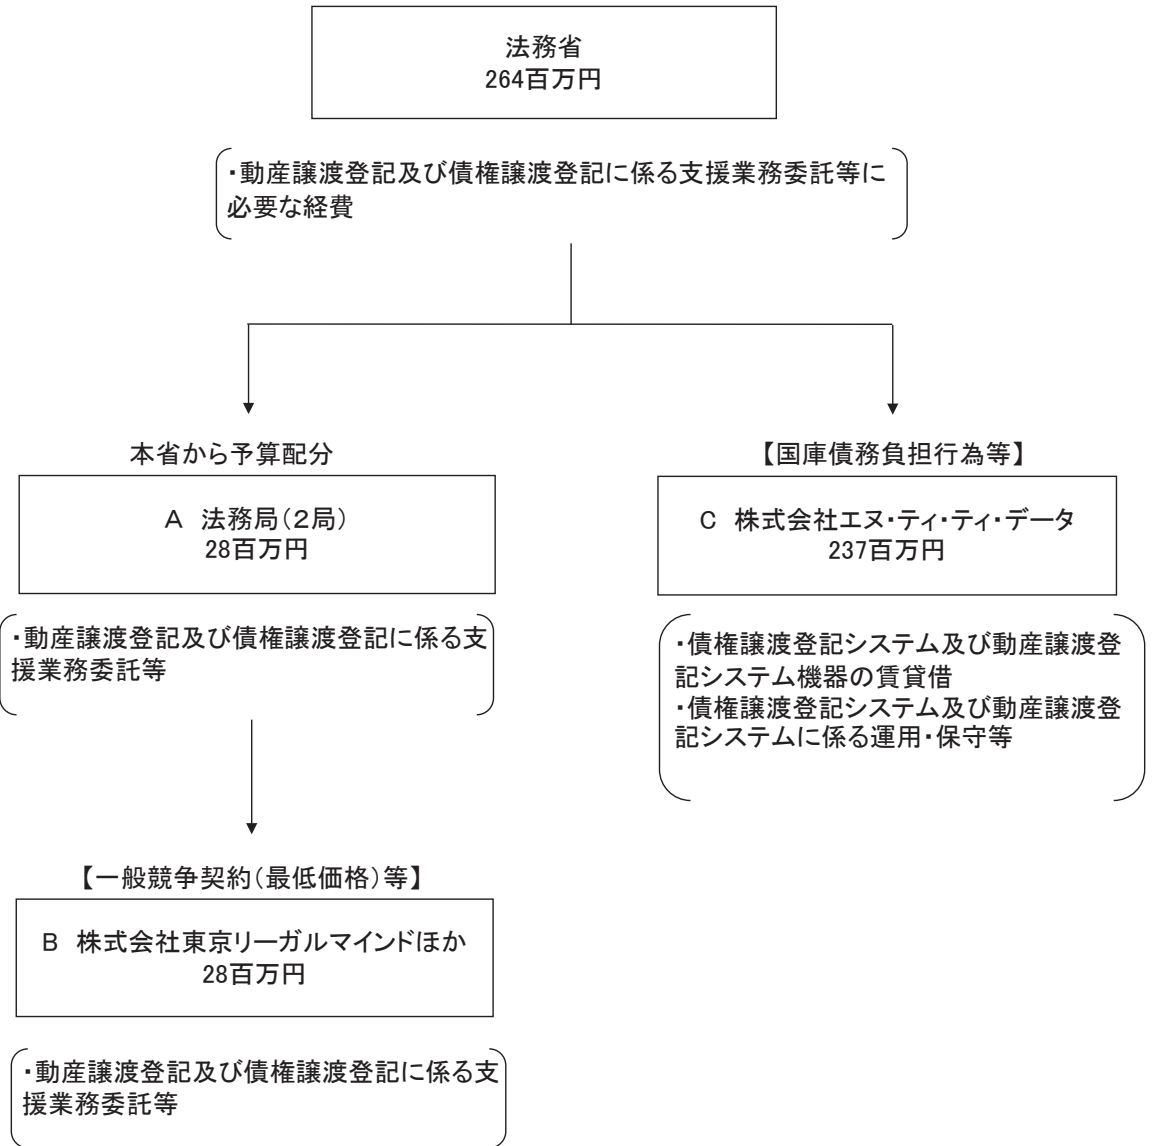 法務省
264百万円
・動産譲渡登記及び債権譲渡登記に係る支援業務委託等に
必要な経費
本省から予算配分
A 法務局(2局)
28百万円
・動産譲渡登記及び債権譲渡登記に係る支
援業務委託等
【一般競争契約(最低価格)等】
B 株式会社東京リーガルマインドほか
28百万円
・動産譲渡登記及び債権譲渡登記に係る支
援業務委託等
【国庫債務負担行為等】
C 株式会社エヌ・ティ・ティ・データ
237百万円
・債権譲渡登記システム及び動産譲渡登
記システム機器の賃貸借
・債権譲渡登記システム及び動産譲渡登
記システムに係る運用・保守等